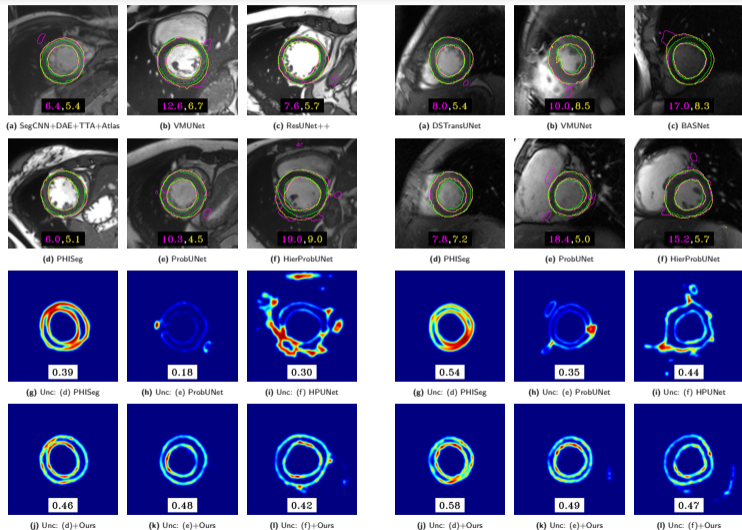 6.4,5.4 12.6,6.7 7.6,5.7 8.0,5.4 10.0,8.5 17.0,8.3
(a) SegCNN+DAE+TTA+Atlas (b) VMUNet (c) ResUNet++ (a) DSTransUNet (b) VMUNet (c) BASNet
6.0,5.1 10.3,4.5 19.0,9.0 7.8,7.2 18.4,5.0 15.2,5.7
(d) PHISeg (e) ProbUNet (f) HierProbUNet (d) PHISeg (e) ProbUNet (f) HierProbUNet
0.39 0.18 0.30 0.54 0.35 0.44
(g) Unc: (d) PHISeg (h) Unc: (e) ProbUNet (i) Unc: (f) HPUNet (g) Unc: (d) PHISeg (h) Unc: (e) ProbUNet (i) Unc: (f) HPUNet
0.46 0.48 0.42 0.58 0.49 0.47
(j) Unc: (d)+Ours (k) Unc: (e)+Ours (l) Unc: (f)+Ours (j) Unc: (d)+Ours (k) Unc: (e)+Ours (l) Unc: (f)+Ours